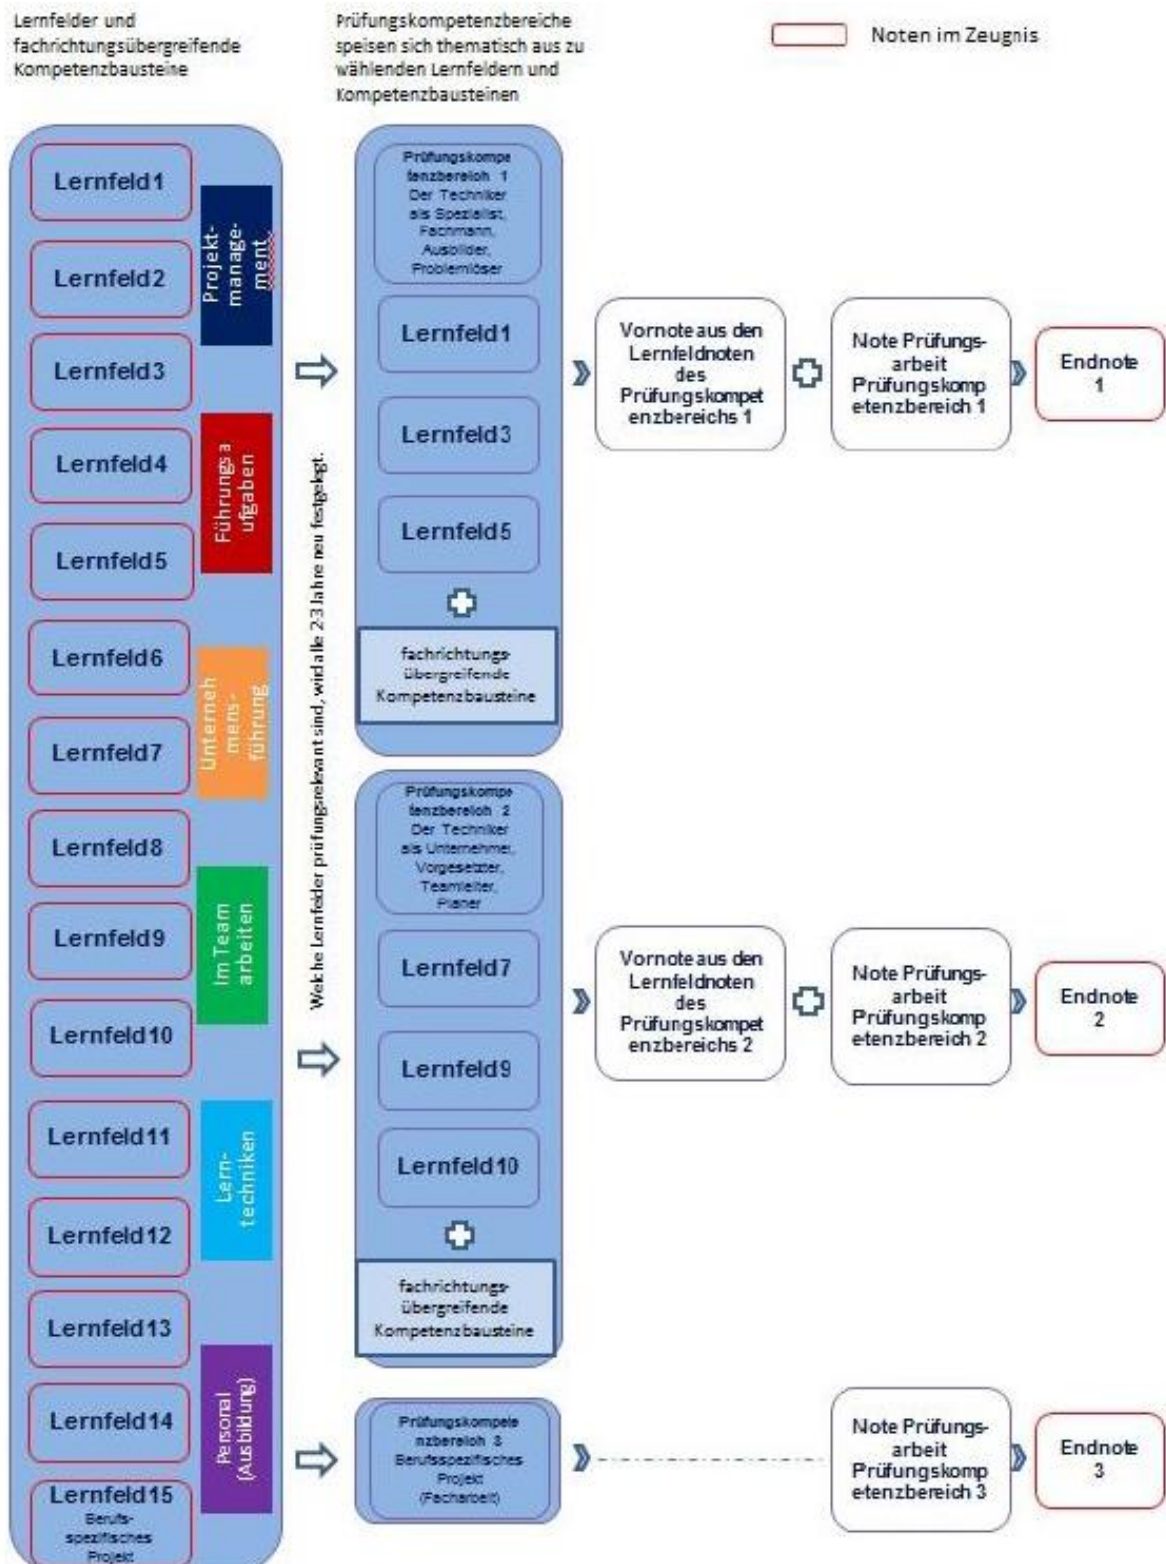 Lernfelder und
fachrichtungsübergreifende
Kompetenzbausteine
Prüfungskompetenzbereiche
speisen sich thematisch aus zu
wählenden Lernfeldern und
Kompetenzbausteinen
Noten im Zeugnis
Lernfeld1
Lernfeld2
Lernfeld3
Lernfeld4
Lernfeld5
Lernfeld6
Lernfeld7
Lernfeld8
Lernfeld9
Lernfeld10
Lernfeld11
Lernfeld12
Lernfeld13
Lernfeld14
Lernfeld15
Berufs-
spezifisches
Projekt
Projekt-
manage-
ment
Führungsa
ufgaben
Unterneh
mens-
führung
Im Team
arbeiten
Lern-
techniken
Personal
(Ausbildung)
Welche Lernfelder prüfungsrelevant sind, wird alle 2-3 Jahre neu festgelegt.
Prüfungskompe
tenzbereich 1
Der Techniker
als Spezialist,
Fachmann,
Ausbilder,
Problemlöser
Lernfeld1
Lernfeld3
Lernfeld5
fachrichtungs-
übergreifende
Kompetenzbausteine
Vornote aus den
Lernfeldnoten
des
Prüfungskompet
enzbereichs 1
Note Prüfungs-
arbeit
Prüfungskomp
etenzbereich 1
Endnote
1
Prüfungskompe
tenzbereich 2
Der Techniker
als Unternehmer,
Vorgesetzter,
Teamleiter,
Planer
Lernfeld7
Lernfeld9
Lernfeld10
fachrichtungs-
übergreifende
Kompetenzbausteine
Vornote aus den
Lernfeldnoten
des
Prüfungskompet
enzbereichs 2
Note Prüfungs-
arbeit
Prüfungskomp
etenzbereich 2
Endnote
2
Prüfungskompete
nzbereich 3
Berufsspezifisches
Projekt
(Facharbeit)
Note Prüfungs-
arbeit
Prüfungskomp
etenzbereich 3
Endnote
3